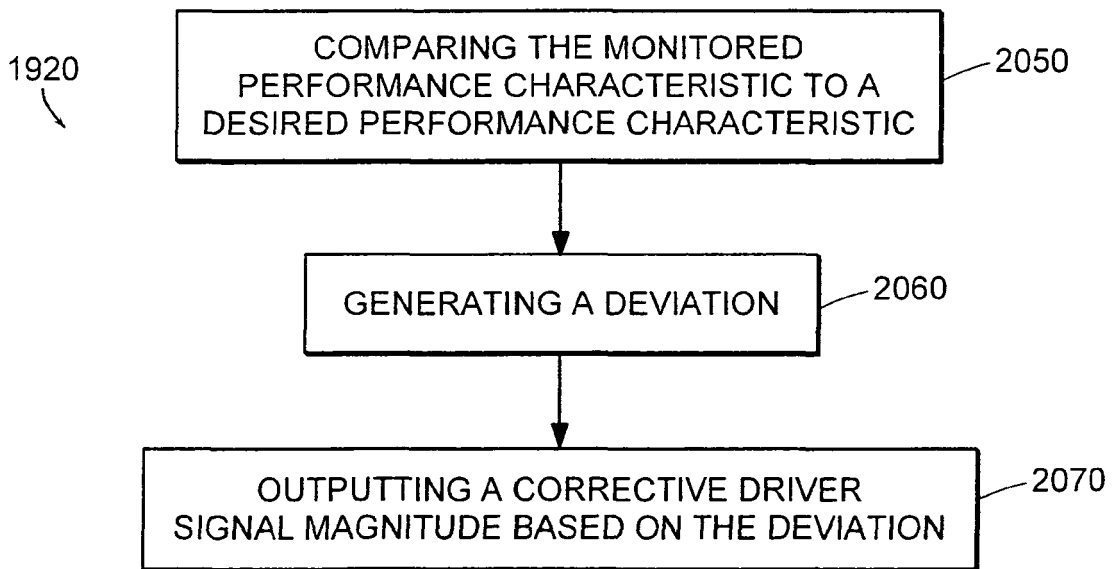 1920
COMPARING THE MONITORED
PERFORMANCE CHARACTERISTIC TO A
DESIRED PERFORMANCE CHARACTERISTIC
2050
GENERATING A DEVIATION
2060
OUTPUTTING A CORRECTIVE DRIVER
SIGNAL MAGNITUDE BASED ON THE DEVIATION
2070